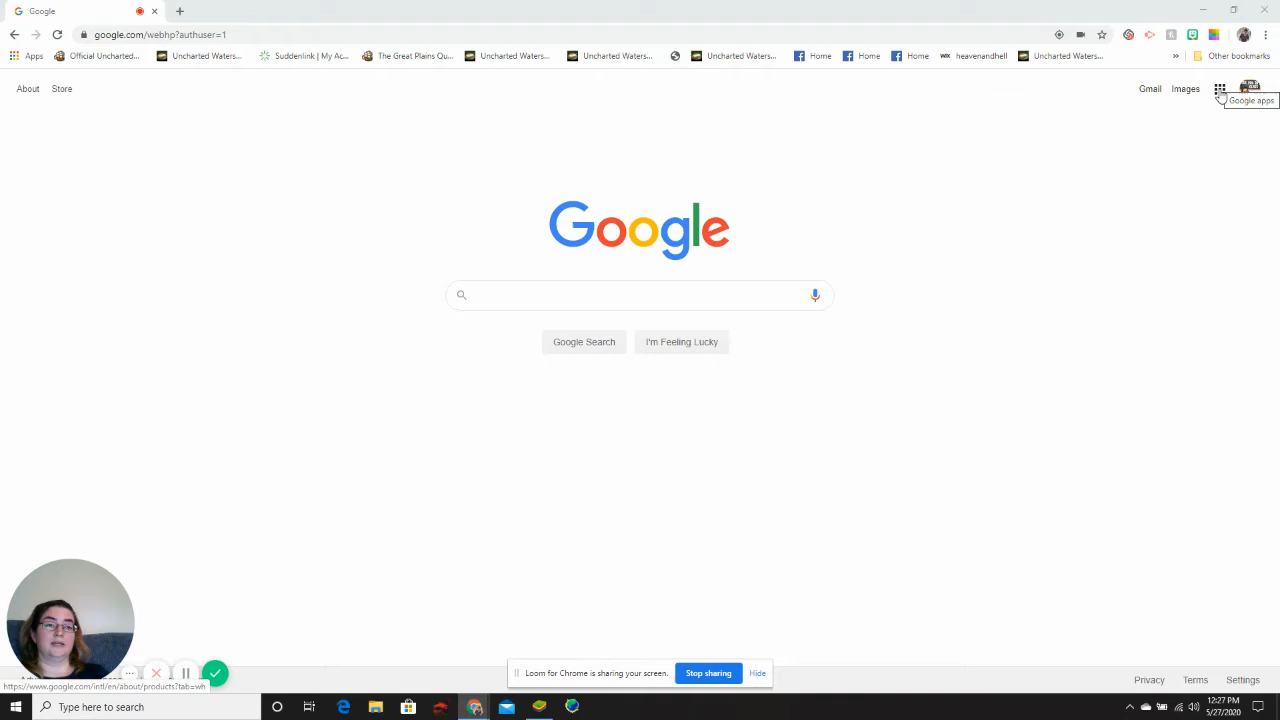 Google
google.com/webhp?authuser=1
Apps Official Uncharted... Uncharted Waters... Suddenlink | My Ac... The Great Plains Qu... Uncharted Waters... Uncharted Waters... Uncharted Waters... Home Home Home WIX heavenandhell Uncharted Waters... » Other bookmarks
About Store Gmail Images
Google apps
Google
Google Search I'm Feeling Lucky
Loom for Chrome is sharing your screen. Stop sharing Hide
Privacy Terms Settings
https://www.google.com/intl/en/about/products?tab=wh
Type here to search
12:27 PM
5/27/2020